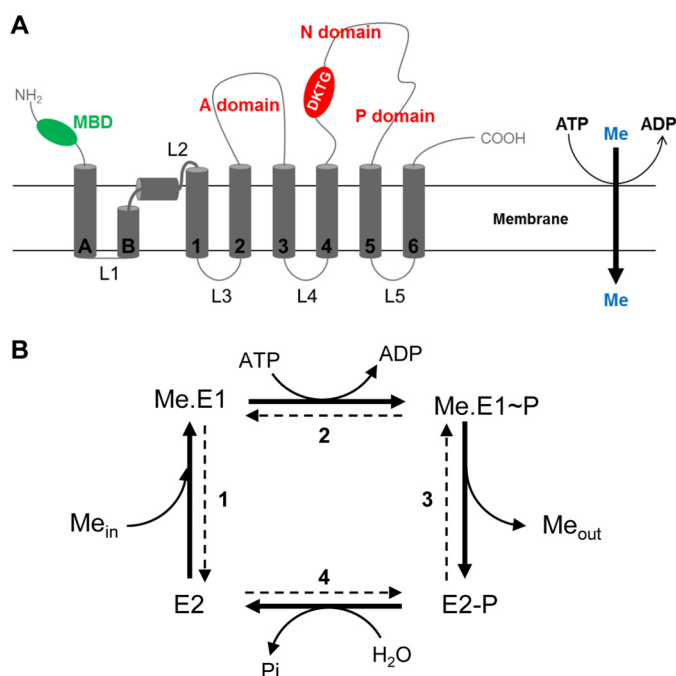 A
N domain
NH2
MBD
A domain
DKTG
P domain
COOH
ATP
Me
ADP
L2
Membrane
A
B
1
2
3
4
5
6
L1
L3
L4
L5
Me
B
ATP
ADP
Me.E1
Me.E1~P
2
1
3
Mein
Meout
4
E2
E2-P
Pi
H2O